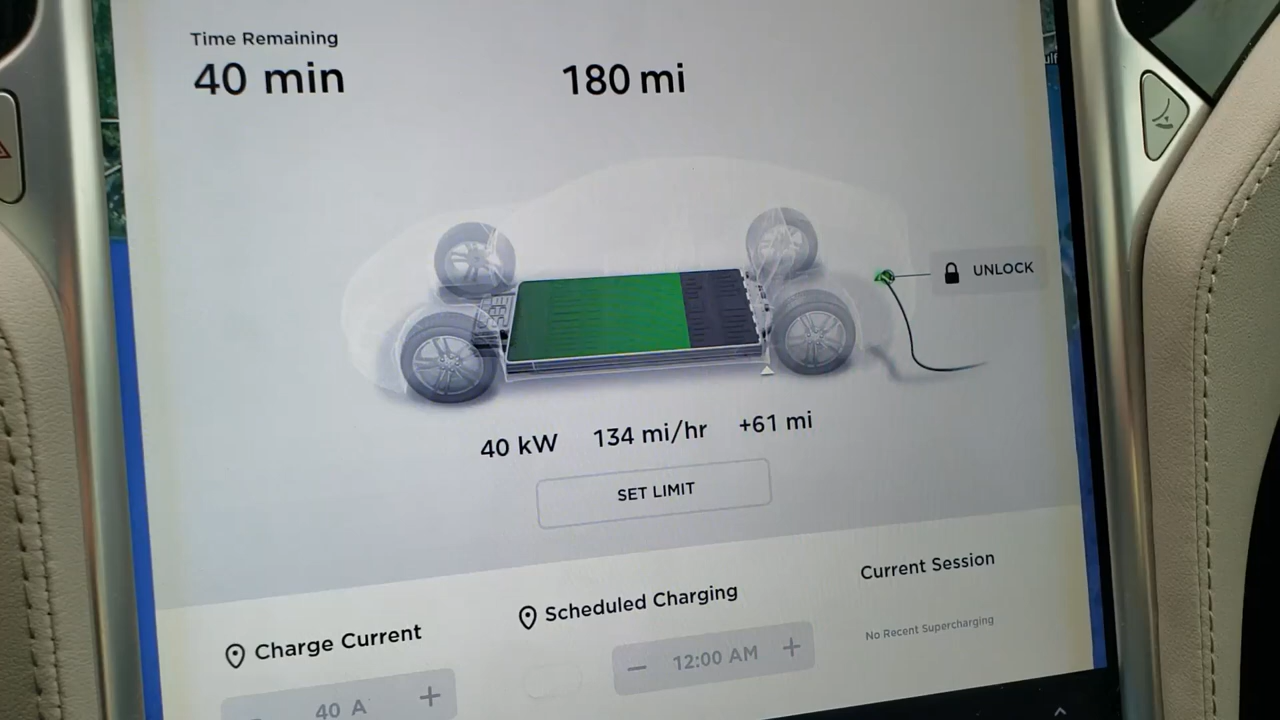 Time Remaining
40 min
180 mi
UNLOCK
40 kW 134 mi/hr +61 mi
SET LIMIT
Current Session
Scheduled Charging
Charge Current
No Recent Supercharging
− 12:00 AM +
40 A +